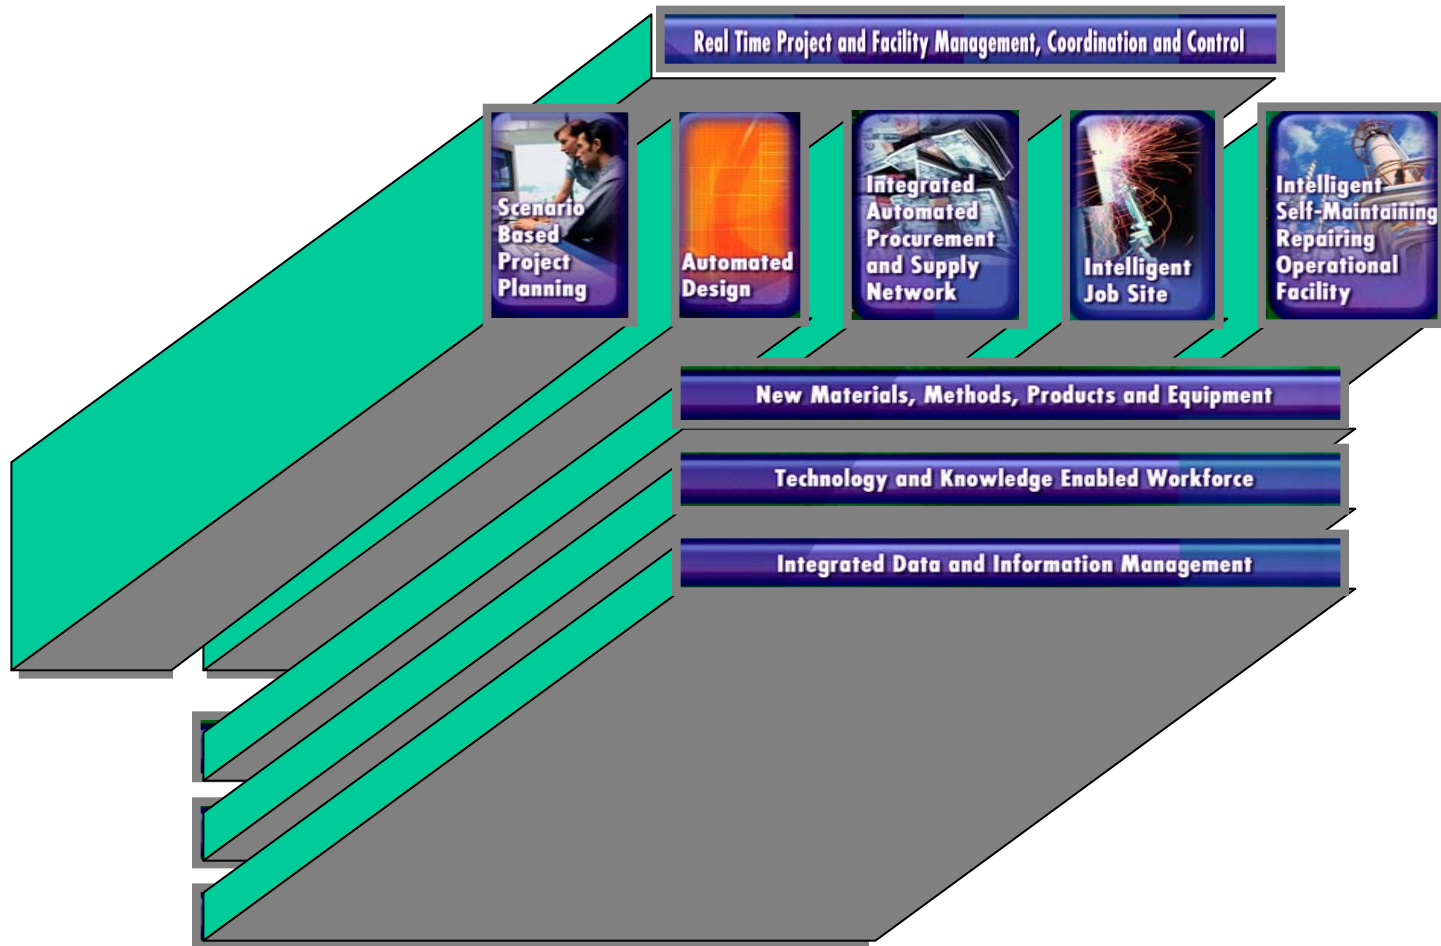 Real Time Project and Facility Management, Coordination and Control
Scenario
Based
Project
Planning
Automated
Design
Integrated
Automated
Procurement
and Supply
Network
Intelligent
Job Site
Intelligent
Self-Maintaining
Repairing
Operational
Facility
New Materials, Methods, Products and Equipment
Technology and Knowledge Enabled Workforce
Integrated Data and Information Management